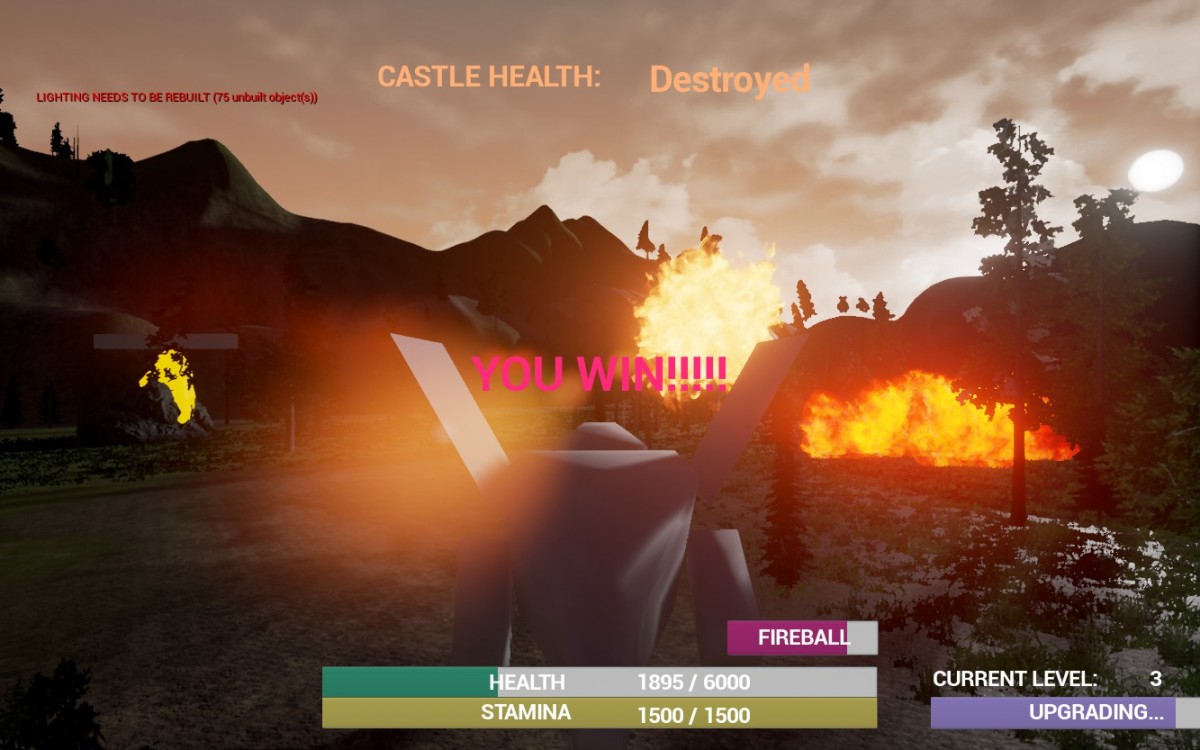 CASTLE HEALTH: Destroyed
LIGHTING NEEDS TO BE REBUILT (75 unbuilt object(s))
YOU WIN!!!!!
FIREBALL
HEALTH 1895 / 6000
CURRENT LEVEL: 3
STAMINA 1500 / 1500
UPGRADING...